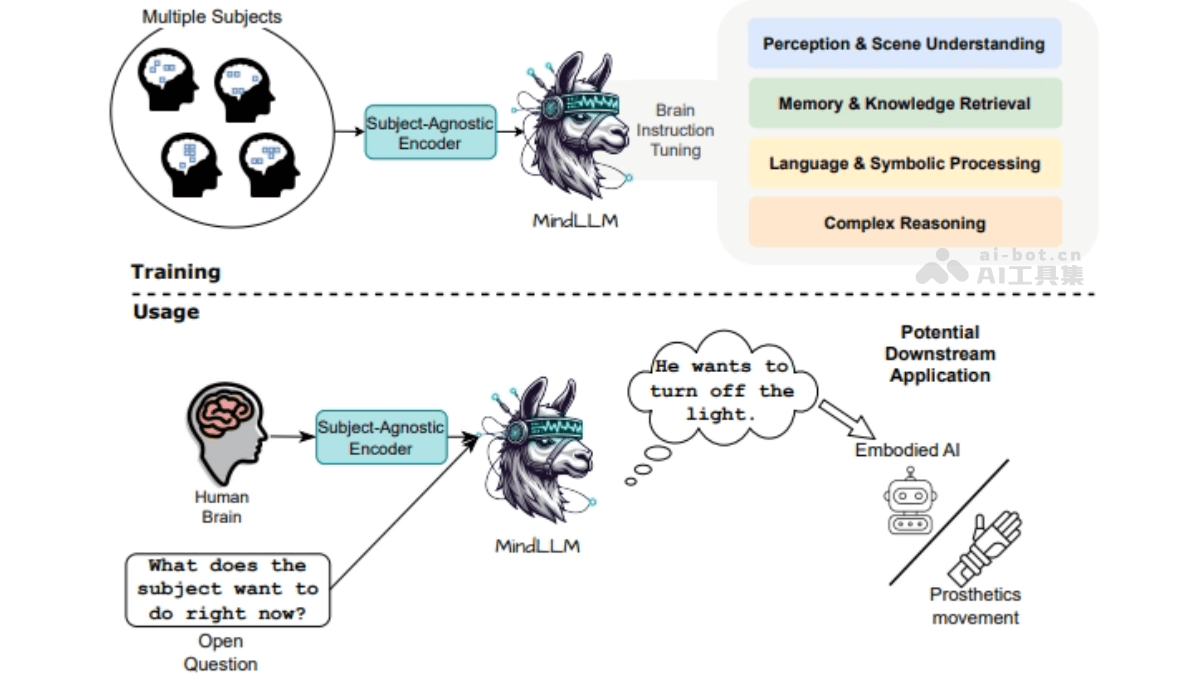 Multiple Subjects
Subject-Agnostic
Encoder
MindLLM
Brain
Instruction
Tuning
Perception & Scene Understanding
Memory & Knowledge Retrieval
Language & Symbolic Processing
Complex Reasoning
ai-bot.cn
AI工具集
Training
Usage
Human
Brain
Subject-Agnostic
Encoder
MindLLM
What does the
subject want to
do right now?
Open
Question
He wants to
turn off the
light.
Potential
Downstream
Application
Embodied AI
Prosthetics
movement